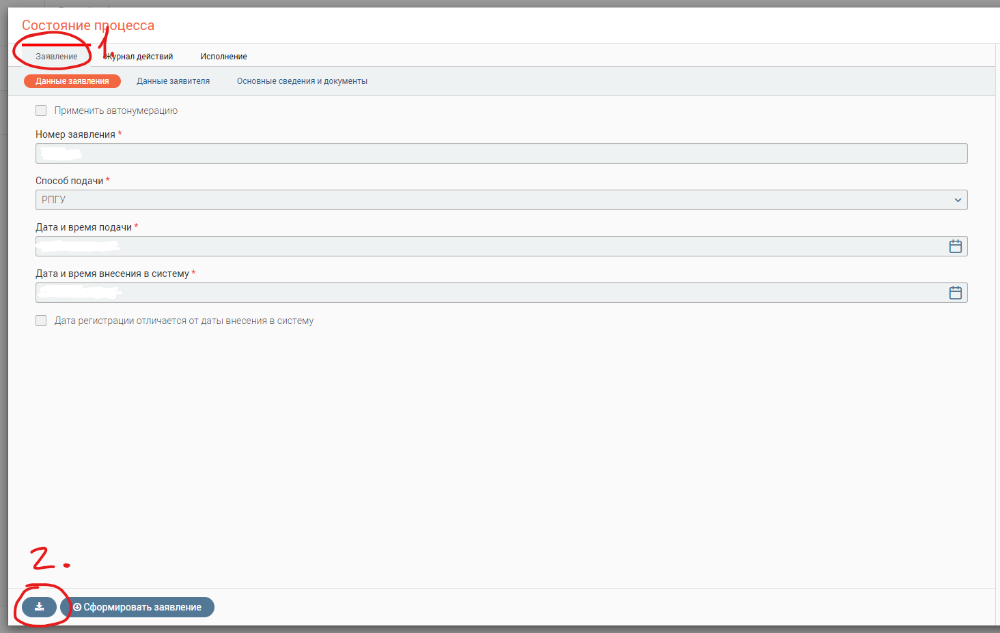 Состояние процесса
1.
Заявление Журнал действий Исполнение
Данные заявления Данные заявителя Основные сведения и документы
Применить автонумерацию
Номер заявления *
Способ подачи *
РПГУ
Дата и время подачи *
Дата и время внесения в систему *
Дата регистрации отличается от даты внесения в систему
2.
Сформировать заявление